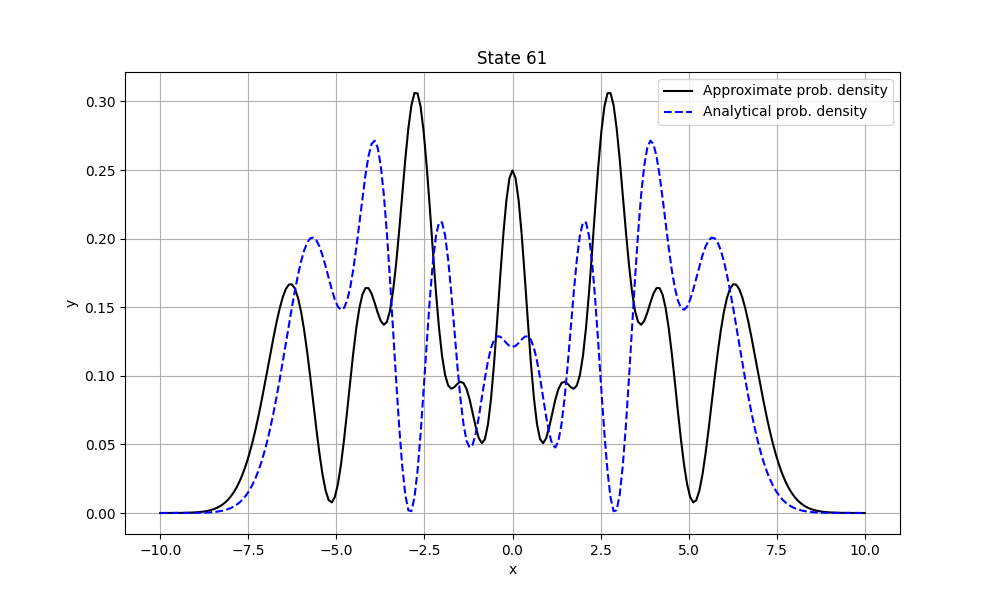 State 61
Approximate prob. density
Analytical prob. density
y
0.30
0.25
0.20
0.15
0.10
0.05
0.00
−10.0 −7.5 −5.0 −2.5 0.0 2.5 5.0 7.5 10.0
x